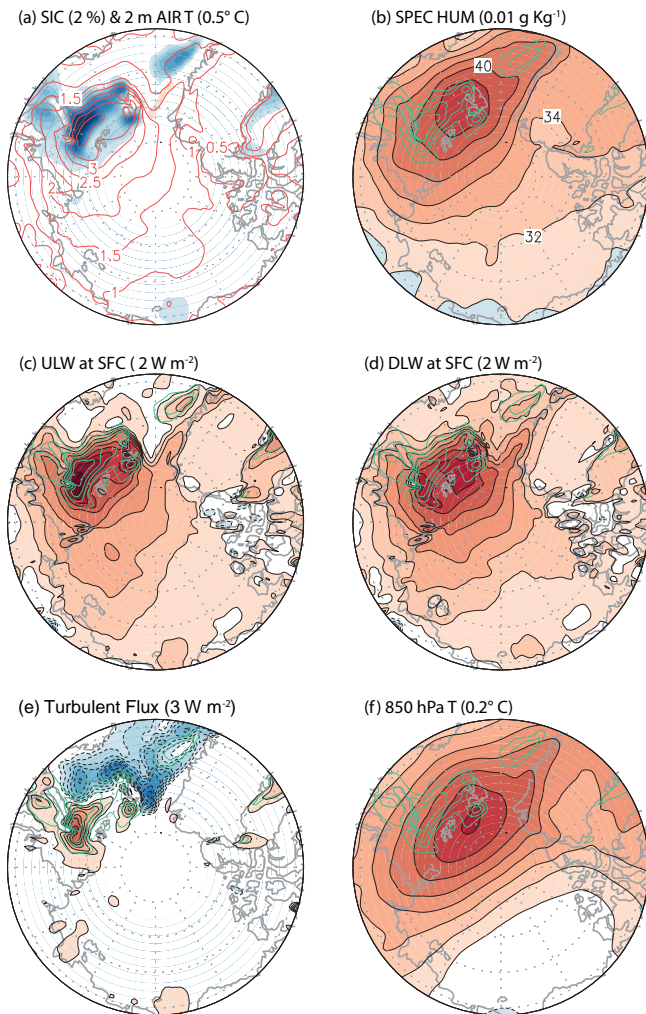 (a) SIC (2 %) & 2 m AIR T (0.5° C)
(b) SPEC HUM (0.01 g Kg⁻¹)
1.5
0.5
1
3
2.5
2
1.5
1
40
34
32
(c) ULW at SFC ( 2 W m⁻²)
(d) DLW at SFC (2 W m⁻²)
(e) Turbulent Flux (3 W m⁻²)
(f) 850 hPa T (0.2° C)